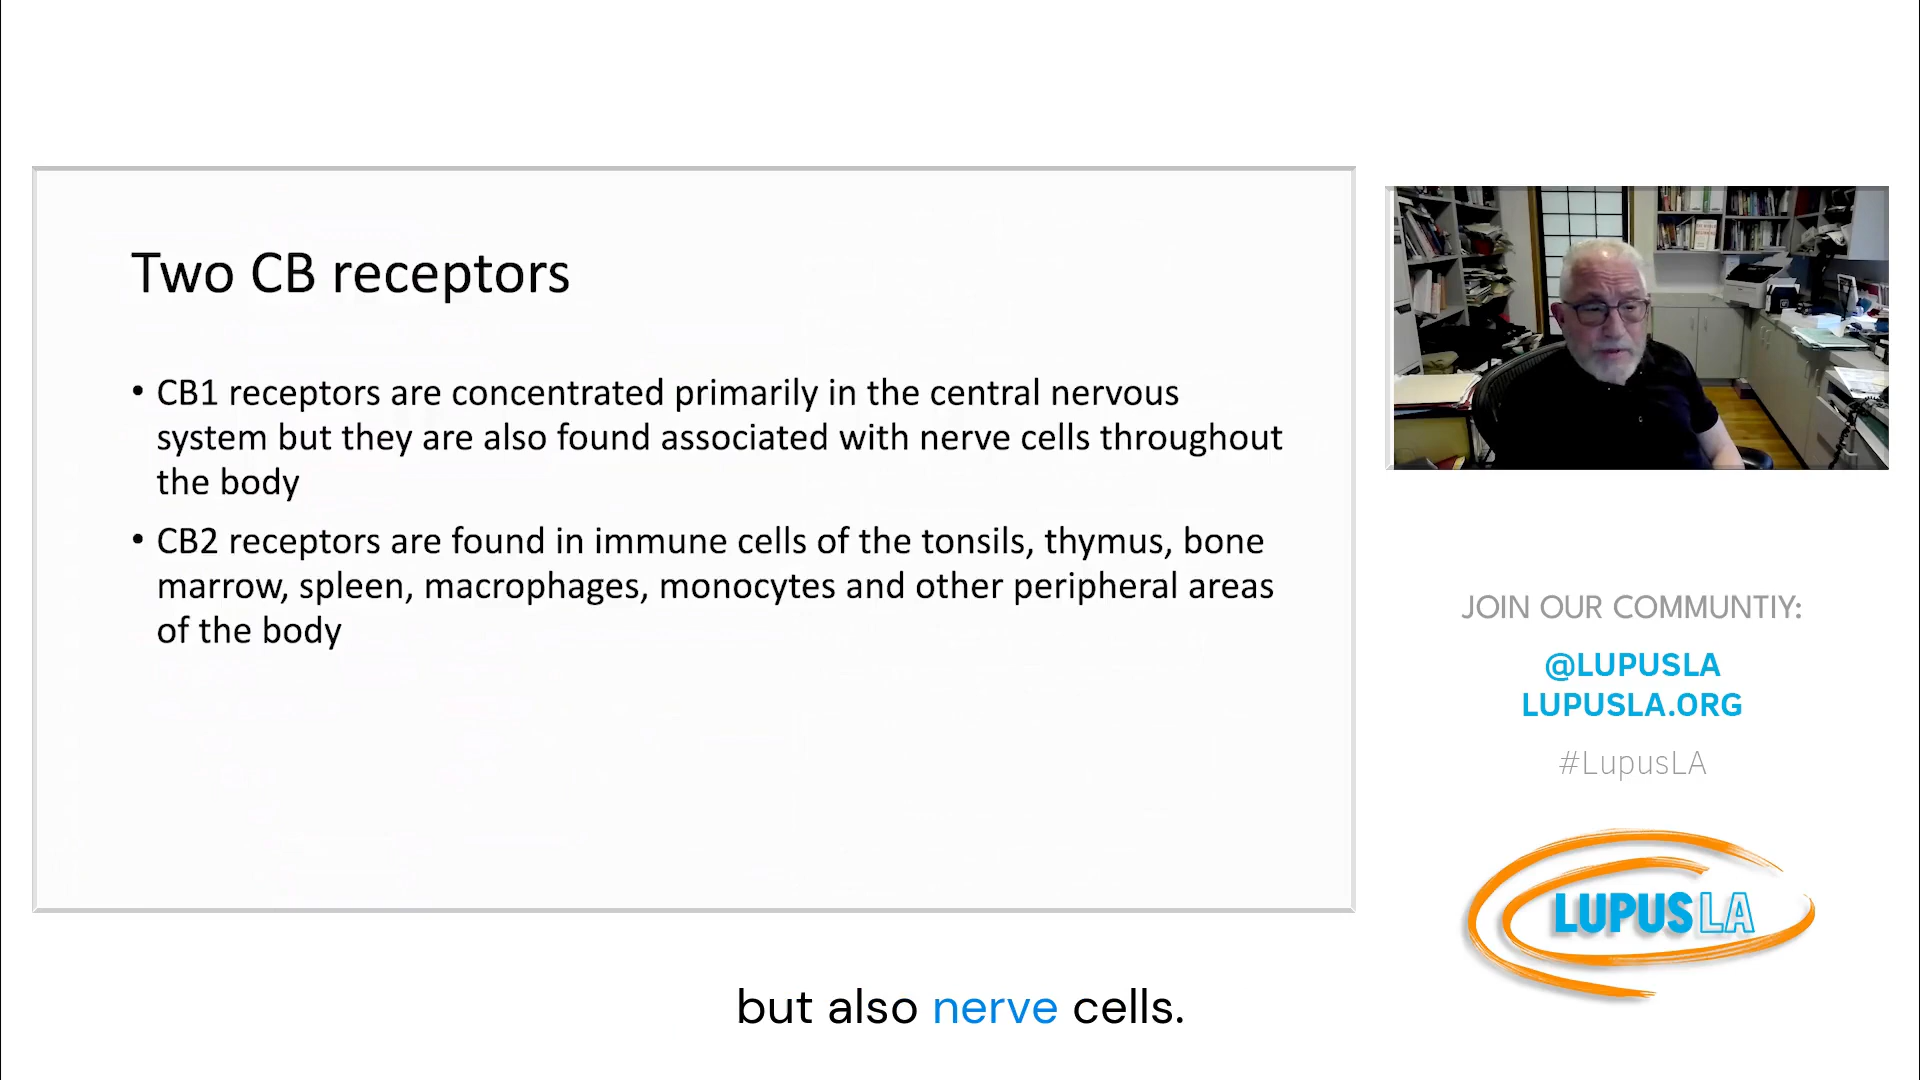 Two CB receptors
• CB1 receptors are concentrated primarily in the central nervous
system but they are also found associated with nerve cells throughout
the body
• CB2 receptors are found in immune cells of the tonsils, thymus, bone
marrow, spleen, macrophages, monocytes and other peripheral areas
of the body
JOIN OUR COMMUNTIY:
@LUPUSLA
LUPUSLA.ORG
#LupusLA
LUPUSLA
but also nerve cells.